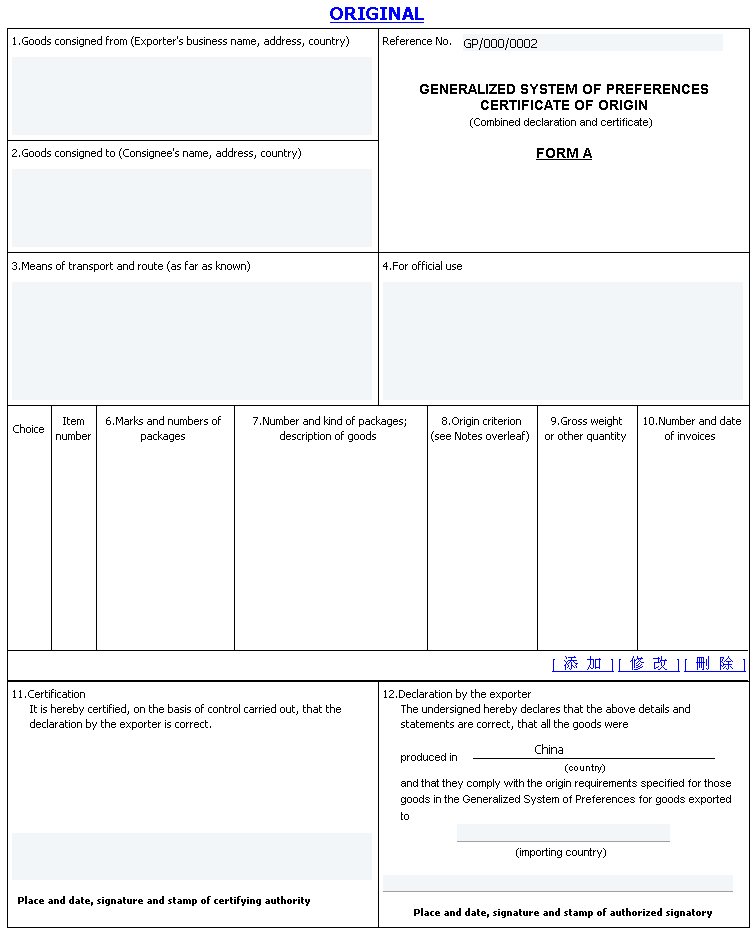 ORIGINAL
1.Goods consigned from (Exporter's business name, address, country)
Reference No. GP/000/0002
GENERALIZED SYSTEM OF PREFERENCES
CERTIFICATE OF ORIGIN
(Combined declaration and certificate)
FORM A
2.Goods consigned to (Consignee's name, address, country)
3.Means of transport and route (as far as known)
4.For official use
Choice
Item
number
6.Marks and numbers of
packages
7.Number and kind of packages;
description of goods
8.Origin criterion
(see Notes overleaf)
9.Gross weight
or other quantity
10.Number and date
of invoices
[ 添 加 ] [ 修 改 ] [ 刪 除 ]
11.Certification
It is hereby certified, on the basis of control carried out, that the
declaration by the exporter is correct.
Place and date, signature and stamp of certifying authority
12.Declaration by the exporter
The undersigned hereby declares that the above details and
statements are correct, that all the goods were
produced in China
(country)
and that they comply with the origin requirements specified for those
goods in the Generalized System of Preferences for goods exported
to
(importing country)
Place and date, signature and stamp of authorized signatory